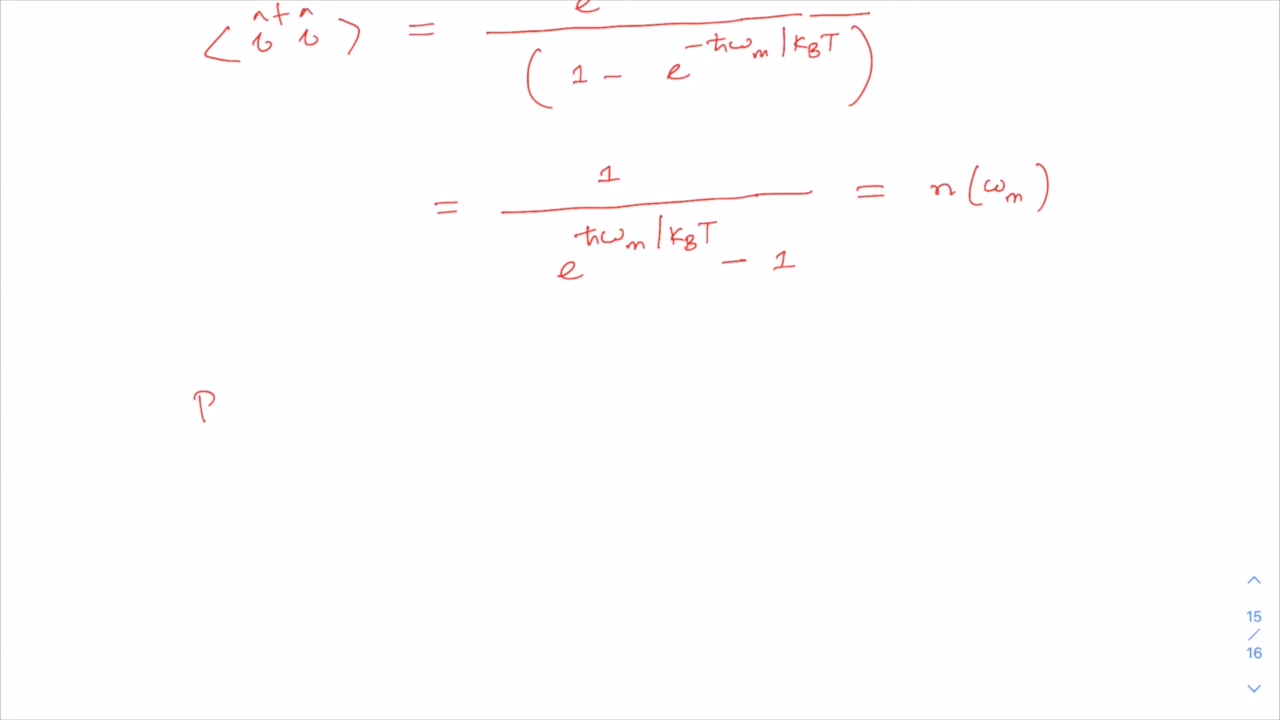 ⟨ b̂† b̂ ⟩ = e / ( 1 - e^{-ħω_m/k_BT} )
= 1 / ( e^{ħω_m/k_BT} - 1 ) = n(ω_m)
P
15
/
16